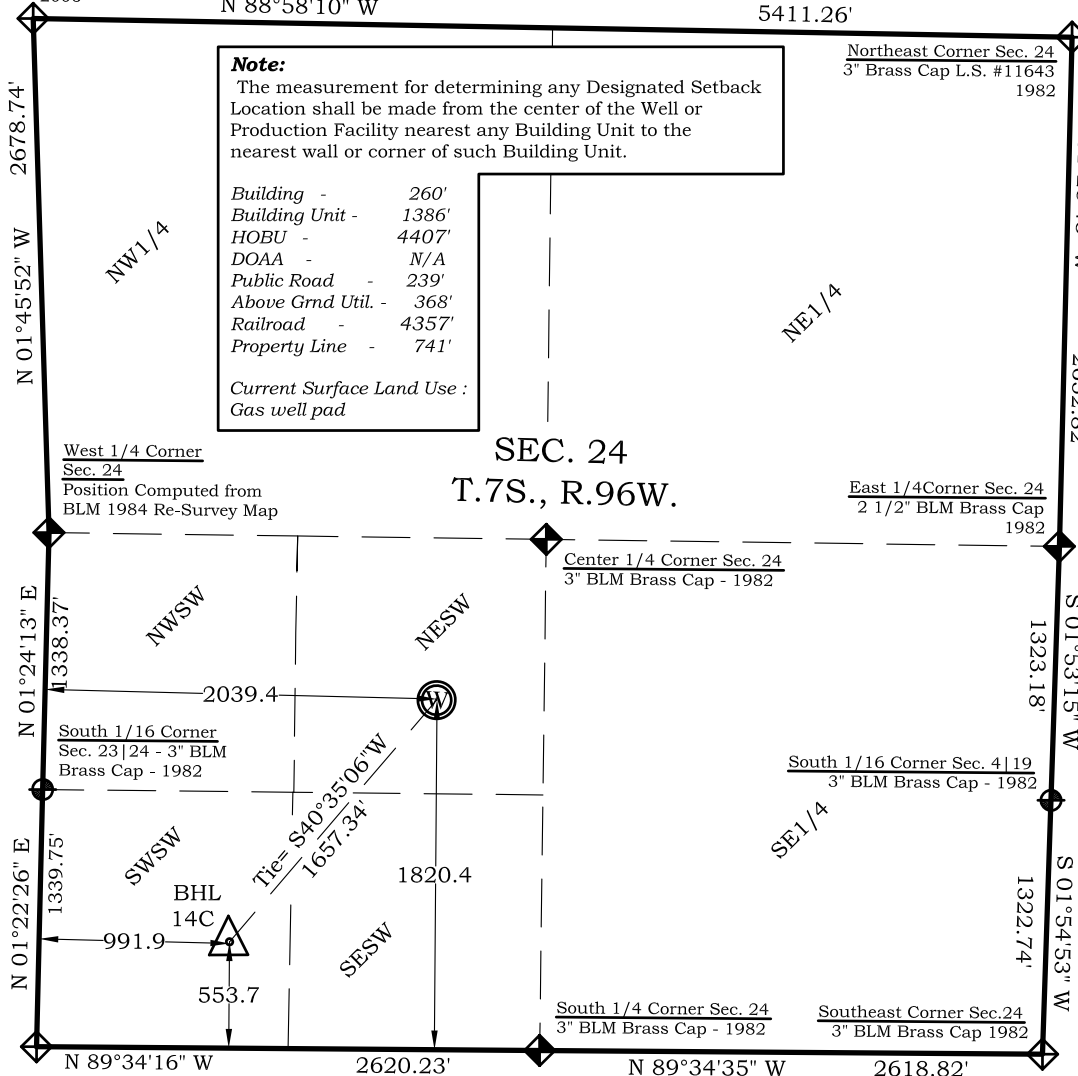 N 88°58'10" W
5411.26'
Northeast Corner Sec. 24
3" Brass Cap L.S. #11643
1982
Note:
The measurement for determining any Designated Setback
Location shall be made from the center of the Well or
Production Facility nearest any Building Unit to the
nearest wall or corner of such Building Unit.
Building - 260'
Building Unit - 1386'
HOBU - 4407'
DOAA - N/A
Public Road - 239'
Above Grnd Util. - 368'
Railroad - 4357'
Property Line - 741'
Current Surface Land Use :
Gas well pad
2678.74'
N 01°45'52" W
NW1/4
NE1/4
SEC. 24
T.7S., R.96W.
West 1/4 Corner
Sec. 24
Position Computed from
BLM 1984 Re-Survey Map
East 1/4Corner Sec. 24
2 1/2" BLM Brass Cap
1982
Center 1/4 Corner Sec. 24
3" BLM Brass Cap - 1982
N 01°24'13" E
1338.37'
NWSW
NESW
2039.4
W
South 1/16 Corner
Sec. 23|24 - 3" BLM
Brass Cap - 1982
1323.18'
S 01°53'15" W
South 1/16 Corner Sec. 4|19
3" BLM Brass Cap - 1982
Tie= S40°35'06"W
1657.34'
SE1/4
N 01°22'26" E
1339.75'
SWSW
BHL
14C
1820.4
991.9
SESW
553.7
1322.74'
S 01°54'53" W
South 1/4 Corner Sec. 24
3" BLM Brass Cap - 1982
Southeast Corner Sec.24
3" BLM Brass Cap 1982
N 89°34'16" W
2620.23'
N 89°34'35" W
2618.82'